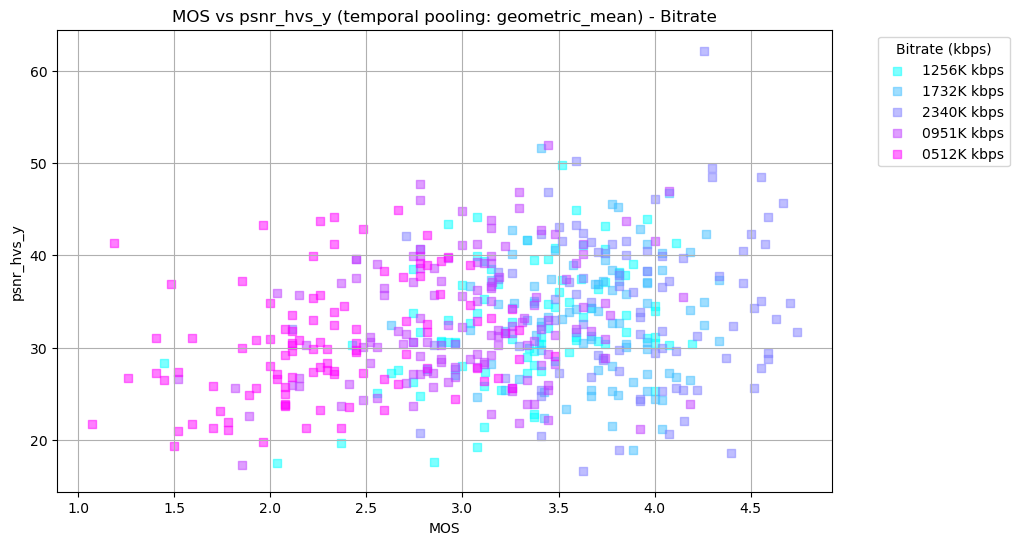 MOS vs psnr_hvs_y (temporal pooling: geometric_mean) - Bitrate
Bitrate (kbps)
1256K kbps
1732K kbps
2340K kbps
0951K kbps
0512K kbps
psnr_hvs_y
60
50
40
30
20
1.0 1.5 2.0 2.5 3.0 3.5 4.0 4.5
MOS